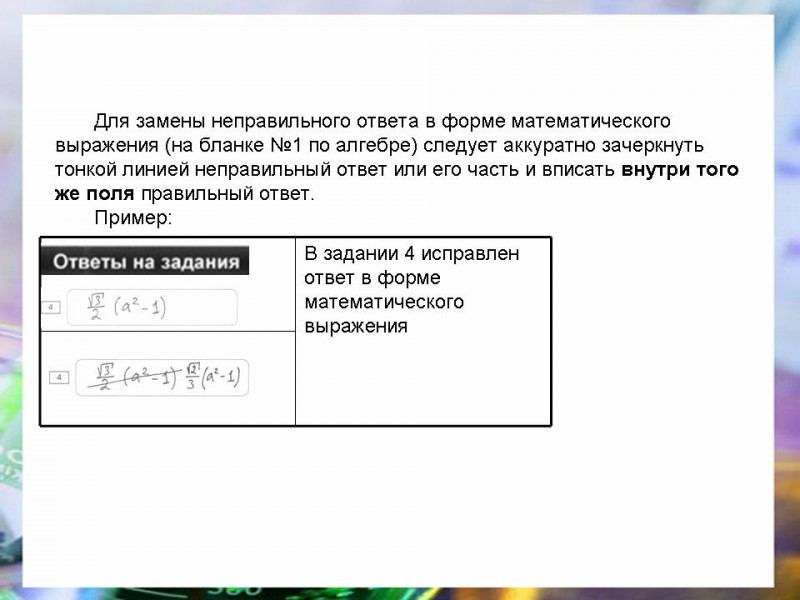 Для замены неправильного ответа в форме математического
выражения (на бланке №1 по алгебре) следует аккуратно зачеркнуть
тонкой линией неправильный ответ или его часть и вписать внутри того
же поля правильный ответ.
Пример:
Ответы на задания
4 √3/2 (a²-1)
4 √3/2 (a²-1) √2/3 (a²-1)
В задании 4 исправлен
ответ в форме
математического
выражения